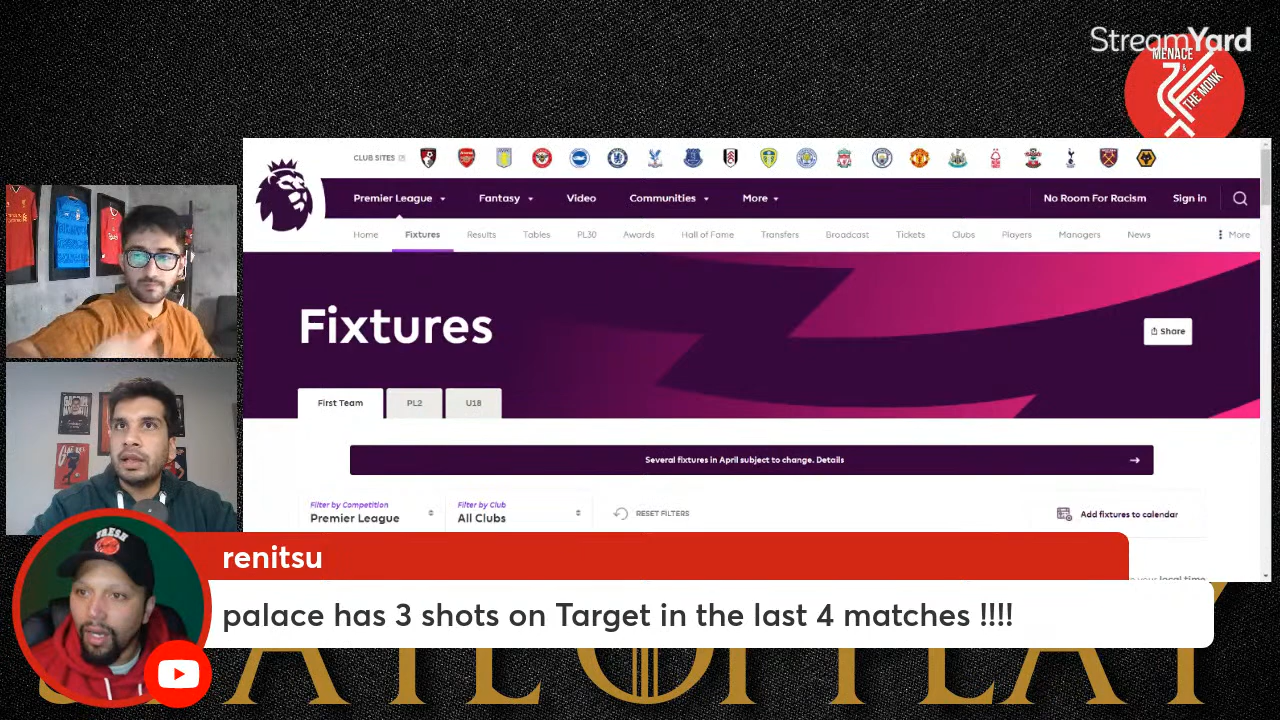 StreamYard
MENACE
&
THE MONK
CLUB SITES
Premier League Fantasy Video Communities More No Room For Racism Sign In
Home Fixtures Results Tables PL30 Awards Hall of Fame Transfers Broadcast Tickets Clubs Players Managers News More
Fixtures
Share
First Team PL2 U18
Several fixtures in April subject to change. Details
Filter by Competition Filter by Club
Premier League All Clubs RESET FILTERS Add fixtures to calendar
your local time
renitsu
palace has 3 shots on Target in the last 4 matches !!!!
FRESH